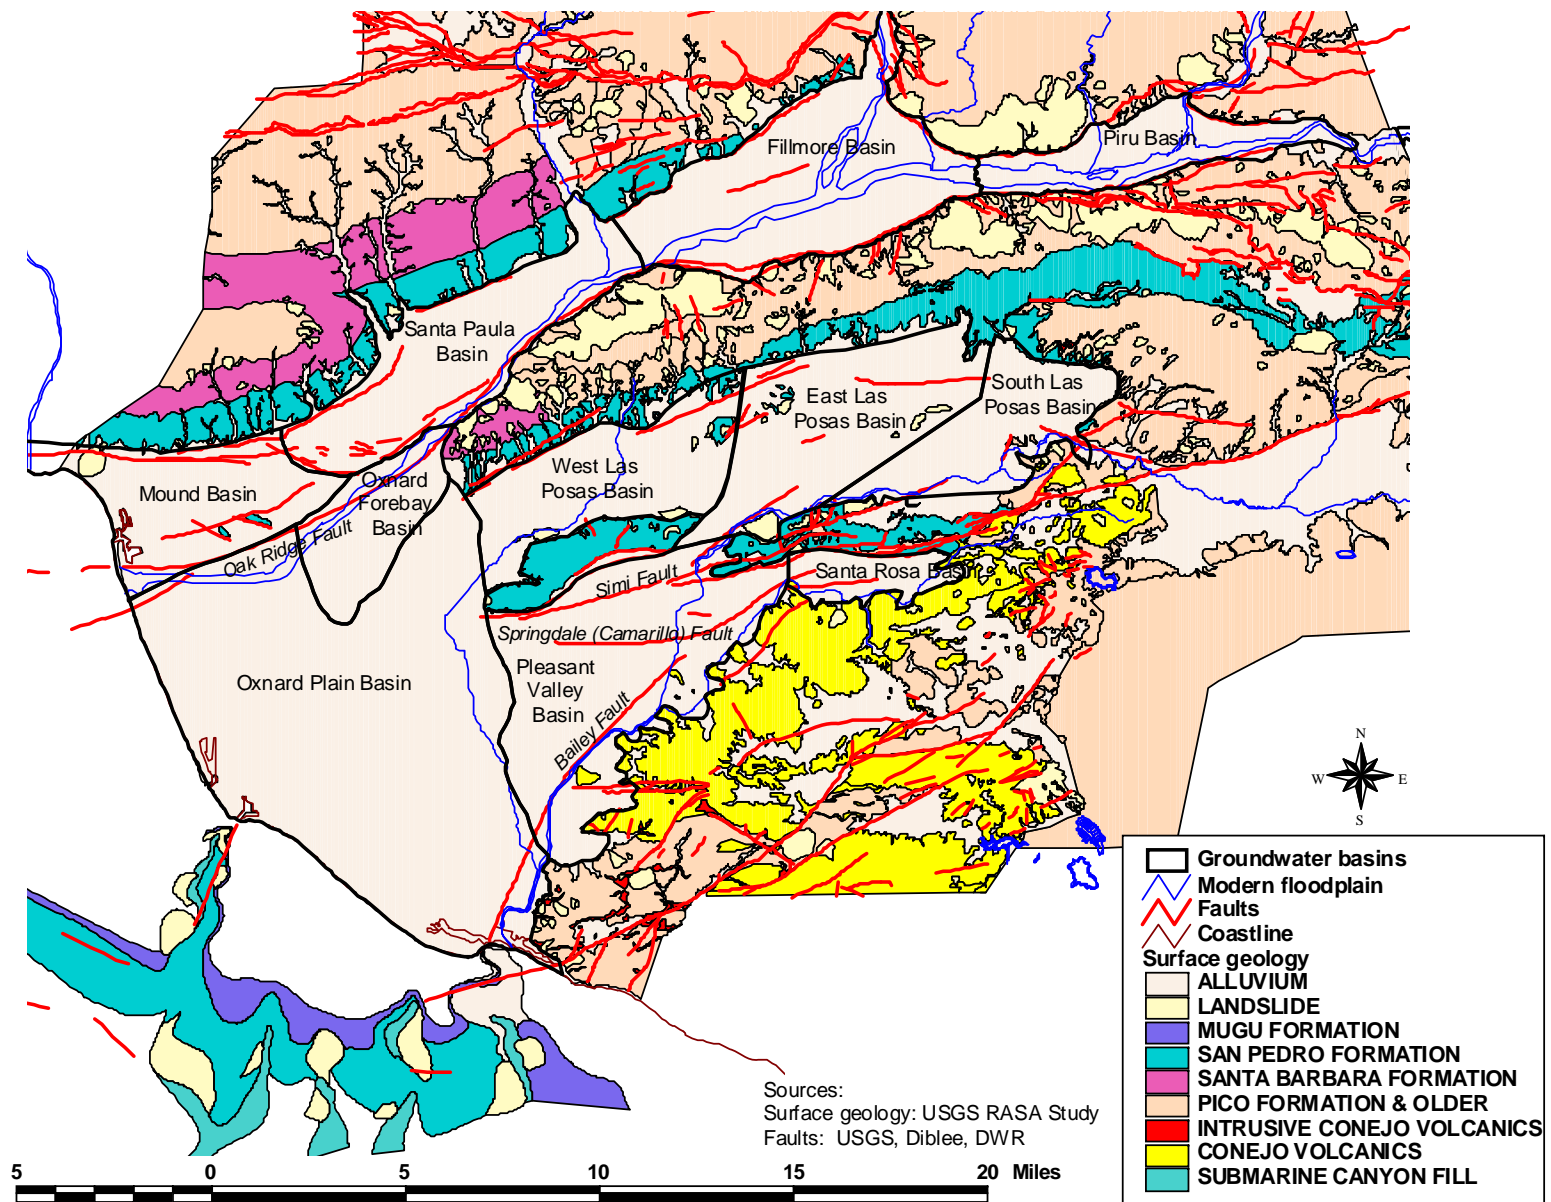 Fillmore Basin
Piru Basin
Santa Paula
Basin
South Las
Posas Basin
East Las
Posas Basin
West Las
Posas Basin
Mound Basin
Oxnard
Forebay
Basin
Oak Ridge Fault
Simi Fault
Santa Rosa Basin
Springdale (Camarillo) Fault
Oxnard Plain Basin
Pleasant
Valley
Basin
Bailey Fault
N
W E
S
Groundwater basins
Modern floodplain
Faults
Coastline
Surface geology
ALLUVIUM
LANDSLIDE
MUGU FORMATION
SAN PEDRO FORMATION
SANTA BARBARA FORMATION
PICO FORMATION & OLDER
INTRUSIVE CONEJO VOLCANICS
CONEJO VOLCANICS
SUBMARINE CANYON FILL
Sources:
Surface geology: USGS RASA Study
Faults: USGS, Diblee, DWR
5 0 5 10 15 20 Miles